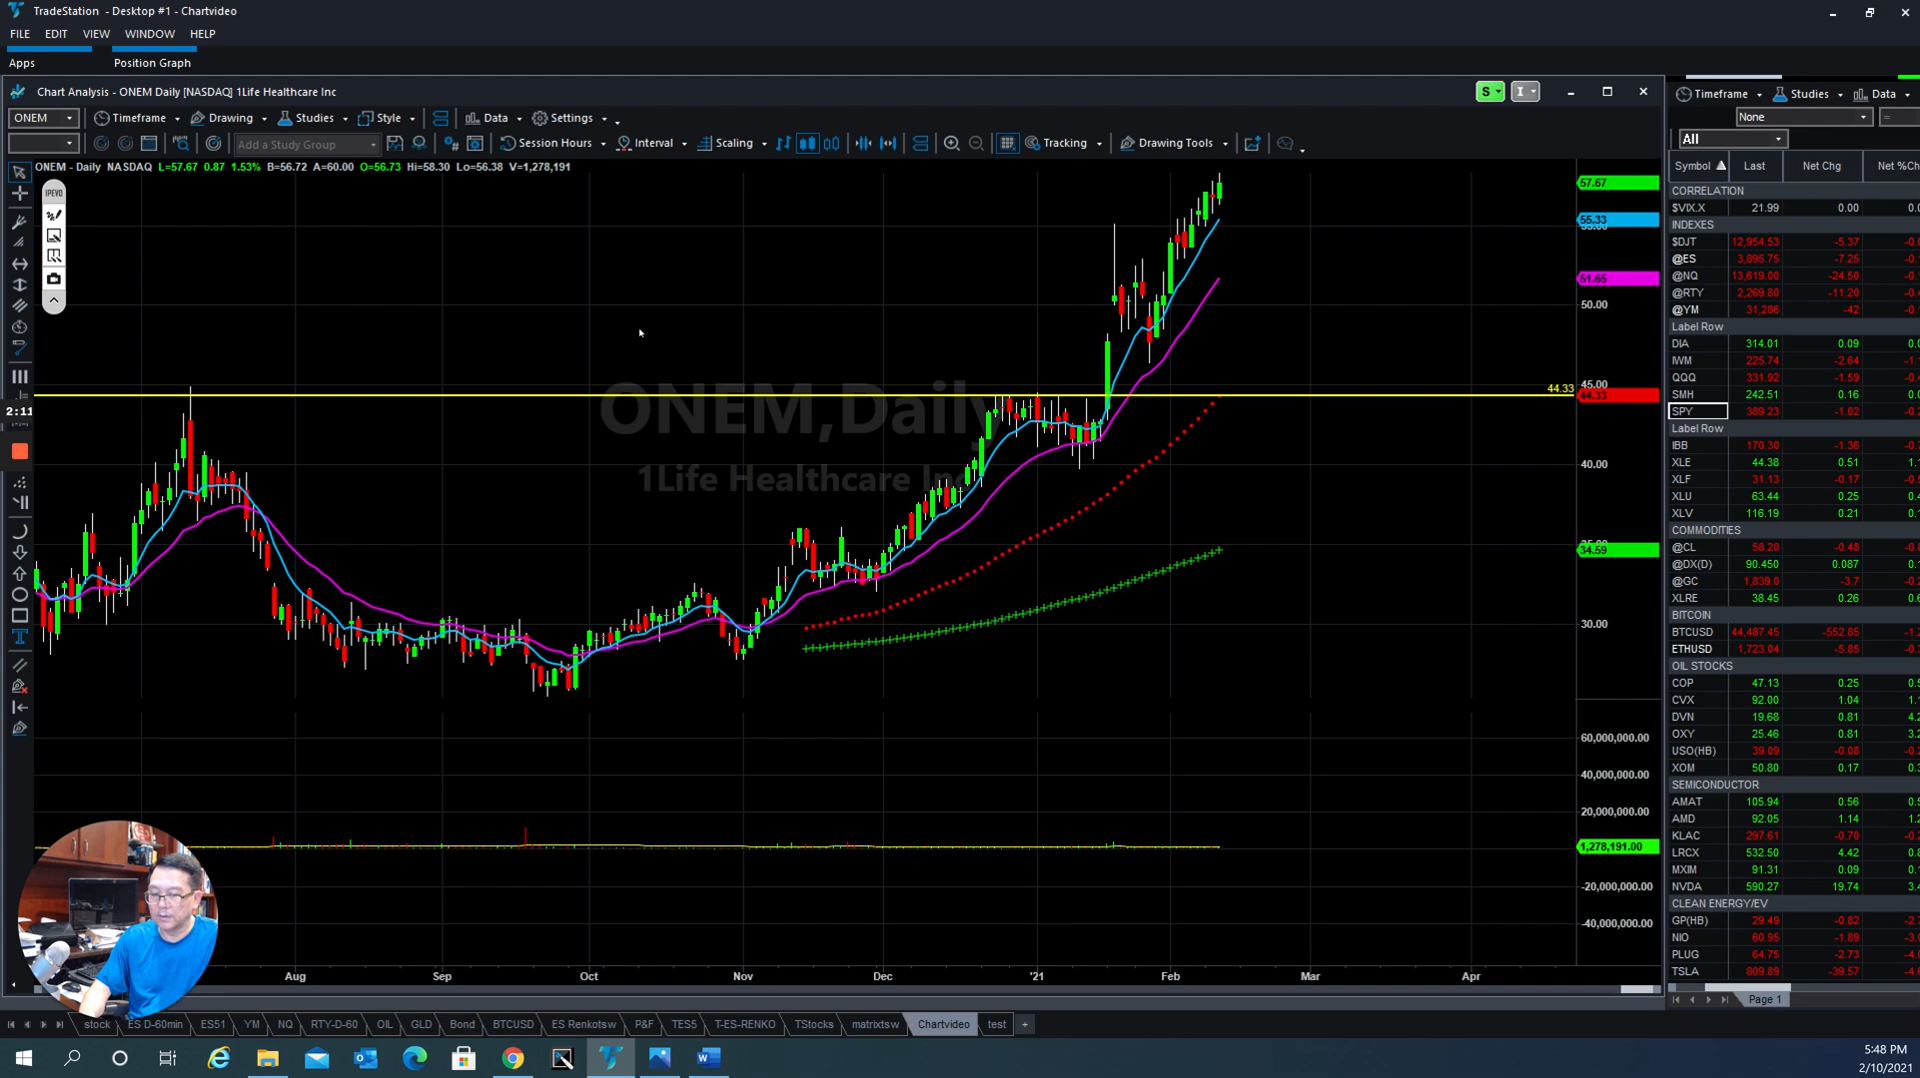 TradeStation - Desktop #1 - Chartvideo
FILE EDIT VIEW WINDOW HELP
Apps Position Graph
Chart Analysis - ONEM Daily [NASDAQ] 1Life Healthcare Inc S I
ONEM Timeframe Drawing Studies Style Data Settings
Add a Study Group Session Hours Interval Scaling Tracking Drawing Tools
ONEM - Daily NASDAQ L=57.67 0.87 1.53% B=56.72 A=60.00 O=56.73 Hi=58.30 Lo=56.38 V=1,278,191
IPEVO
2:11
ONEM,Daily
1Life Healthcare Inc
44.33
57.67
55.33
51.65
50.00
45.00
44.33
40.00
34.59
30.00
60,000,000.00
40,000,000.00
20,000,000.00
1,278,191.00
-20,000,000.00
-40,000,000.00
Aug Sep Oct Nov Dec '21 Feb Mar Apr
Timeframe Studies Data
None =
All
Symbol Last Net Chg Net %Ch
CORRELATION
$VIX.X 21.99 0.00
INDEXES
$DJT 12,954.53 -5.37
@ES 3,895.75 -7.25
@NQ 13,619.00 -24.50
@RTY 2,269.80 -11.20
@YM 31,286 -42
Label Row
DIA 314.01 0.09
IWM 225.74 -2.64
QQQ 331.92 -1.59
SMH 242.51 0.16
SPY 389.23 -1.02
Label Row
IBB 170.30 -1.36
XLE 44.38 0.51
XLF 31.13 -0.17
XLU 63.44 0.25
XLV 116.19 0.21
COMMODITIES
@CL 58.20 -0.48
@DX(D) 90.450 0.087
@GC 1,839.0 -3.7
XLRE 38.45 0.26
BITCOIN
BTCUSD 44,487.45 -552.85
ETHUSD 1,723.04 -5.85
OIL STOCKS
COP 47.13 0.25
CVX 92.00 1.04
DVN 19.68 0.81
OXY 25.46 0.81
USO(HB) 39.09 -0.08
XOM 50.80 0.17
SEMICONDUCTOR
AMAT 105.94 0.56
AMD 92.05 1.14
KLAC 297.61 -0.70
LRCX 532.50 4.42
MXIM 91.31 0.09
NVDA 590.27 19.74
CLEAN ENERGY/EV
GP(HB) 29.49 -0.82
NIO 60.95 -1.89
PLUG 64.75 -2.73
TSLA 809.89 -39.57
Page 1
stock ES D-60min ES51 YM NQ RTY-D-60 OIL GLD Bond BTCUSD ES Renkotsw P&F TES5 T-ES-RENKO TStocks matrixtsw Chartvideo test +
5:48 PM
2/10/2021